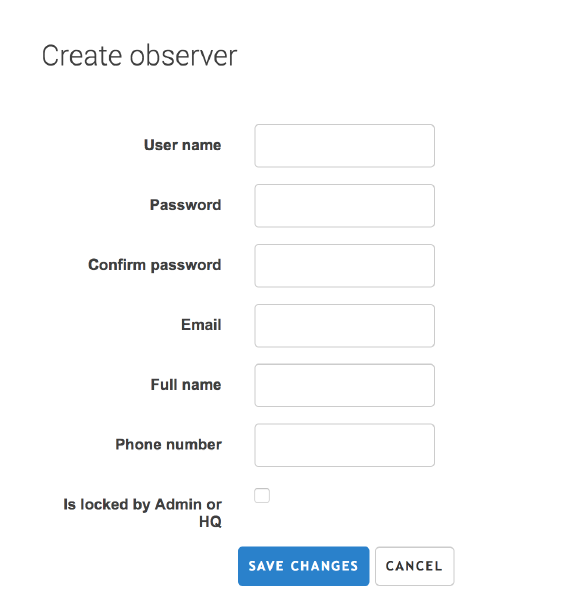 Create observer
User name
Password
Confirm password
Email
Full name
Phone number
Is locked by Admin or
HQ
SAVE CHANGES
CANCEL